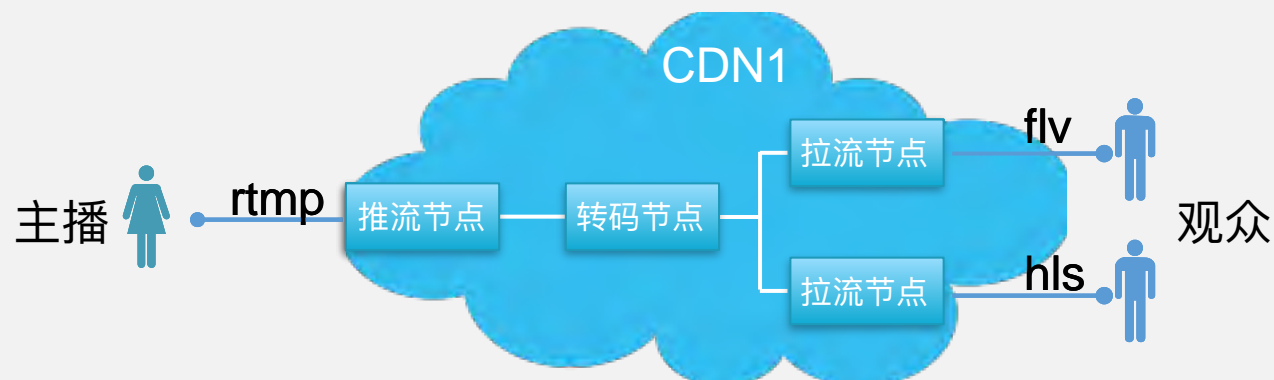 CDN1
主播
rtmp
推流节点
转码节点
拉流节点
flv
拉流节点
hls
观众